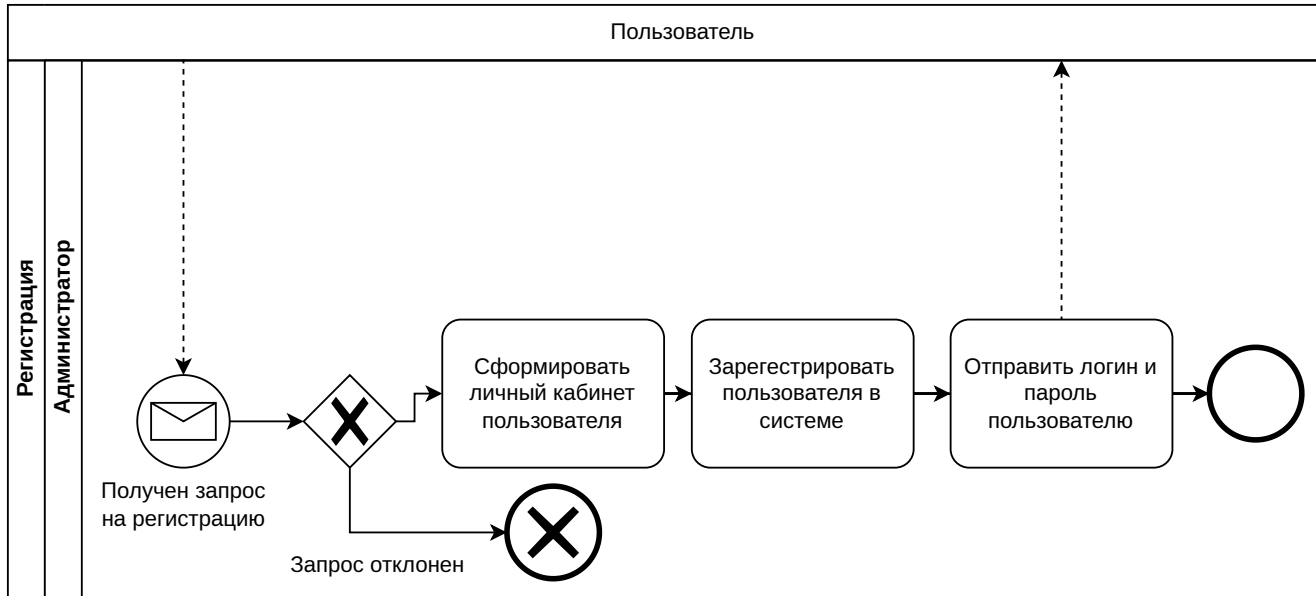 Пользователь
Регистрация
Администратор
Сформировать
личный кабинет
пользователя
Зарегестрировать
пользователя в
системе
Отправить логин и
пароль
пользователю
Получен запрос
на регистрацию
Запрос отклонен